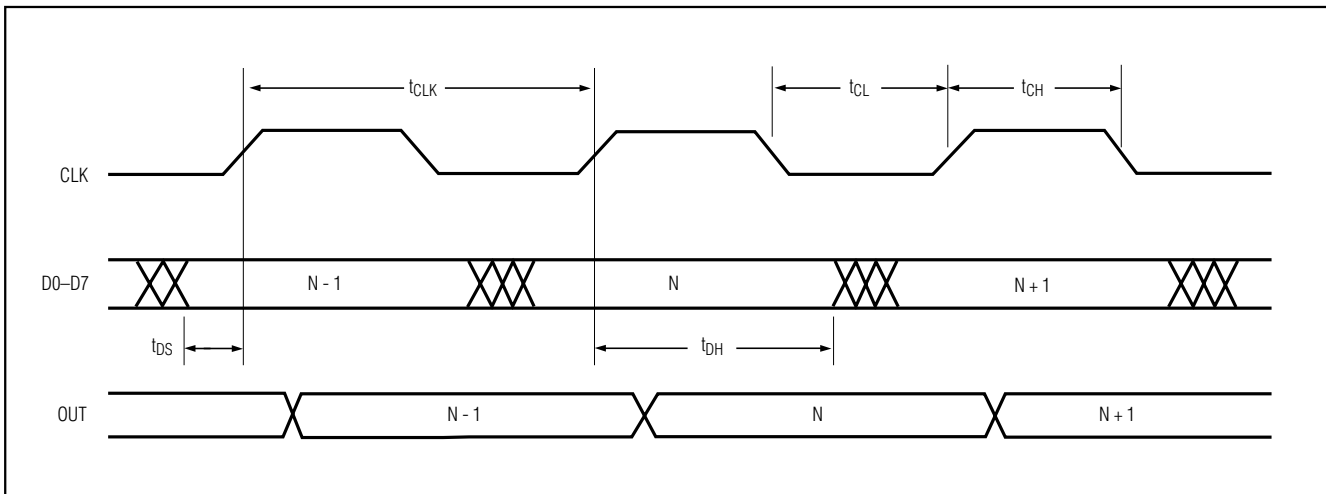 tCLK
tCL
tCH
CLK
D0–D7
N - 1
N
N + 1
tDS
tDH
OUT
N - 1
N
N + 1